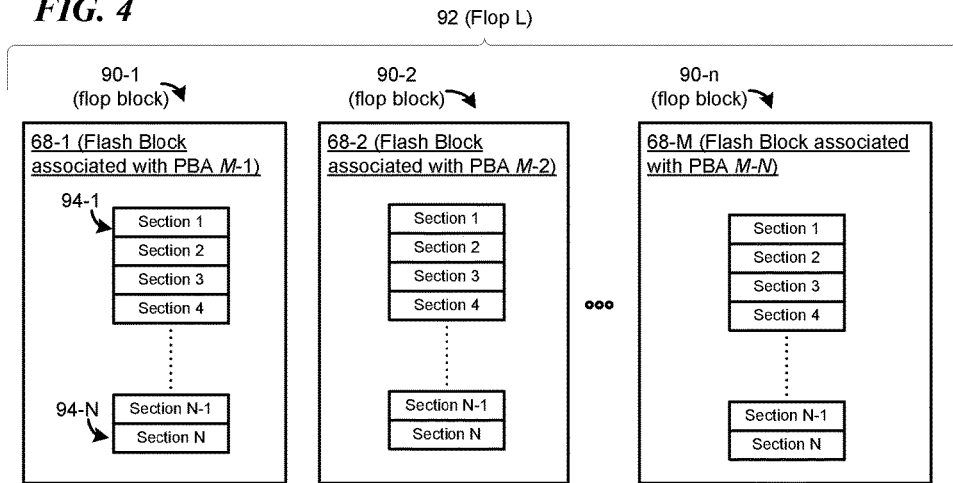 FIG. 4
92 (Flop L)
90-1
(flop block)
90-2
(flop block)
90-n
(flop block)
68-1 (Flash Block
associated with PBA M-1)
94-1
Section 1
Section 2
Section 3
Section 4
94-N
Section N-1
Section N
68-2 (Flash Block
associated with PBA M-2)
Section 1
Section 2
Section 3
Section 4
Section N-1
Section N
68-M (Flash Block associated
with PBA M-N)
Section 1
Section 2
Section 3
Section 4
Section N-1
Section N